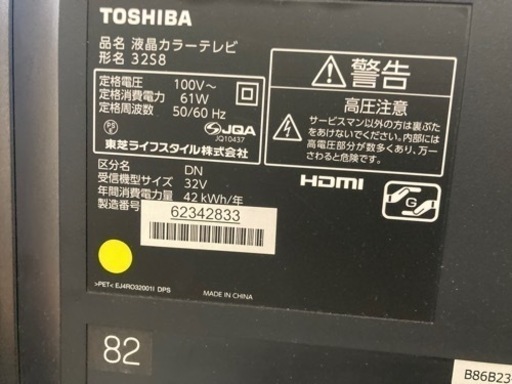 TOSHIBA
品名 液晶カラーテレビ
形名 32S8
定格電圧 100V～
定格消費電力 61W
定格周波数 50/60 Hz
JQA
JQ10437
東芝ライフスタイル株式会社
区分名 DN
受信機型サイズ 32V
年間消費電力量 42 kWh/年
製造番号
62342833
>PET< EJ4RO32001I DPS
MADE IN CHINA
警告
高圧注意
サービスマン以外の方は裏ぶた
をあけないでください。内部には
高電圧部分が数多くあり、万一
さわると危険です。
HDMI
G
82
B86B23